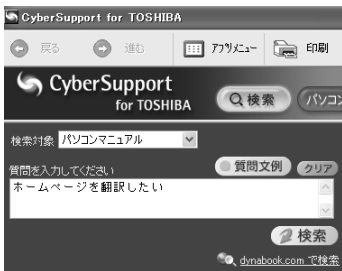 CyberSupport for TOSHIBA
戻る 進む アプリメニュー 印刷
CyberSupport
for TOSHIBA
検索 パソコ
検索対象 パソコンマニュアル
質問を入力してください 質問文例 クリア
ホームページを翻訳したい
検索
dynabook.com で検索